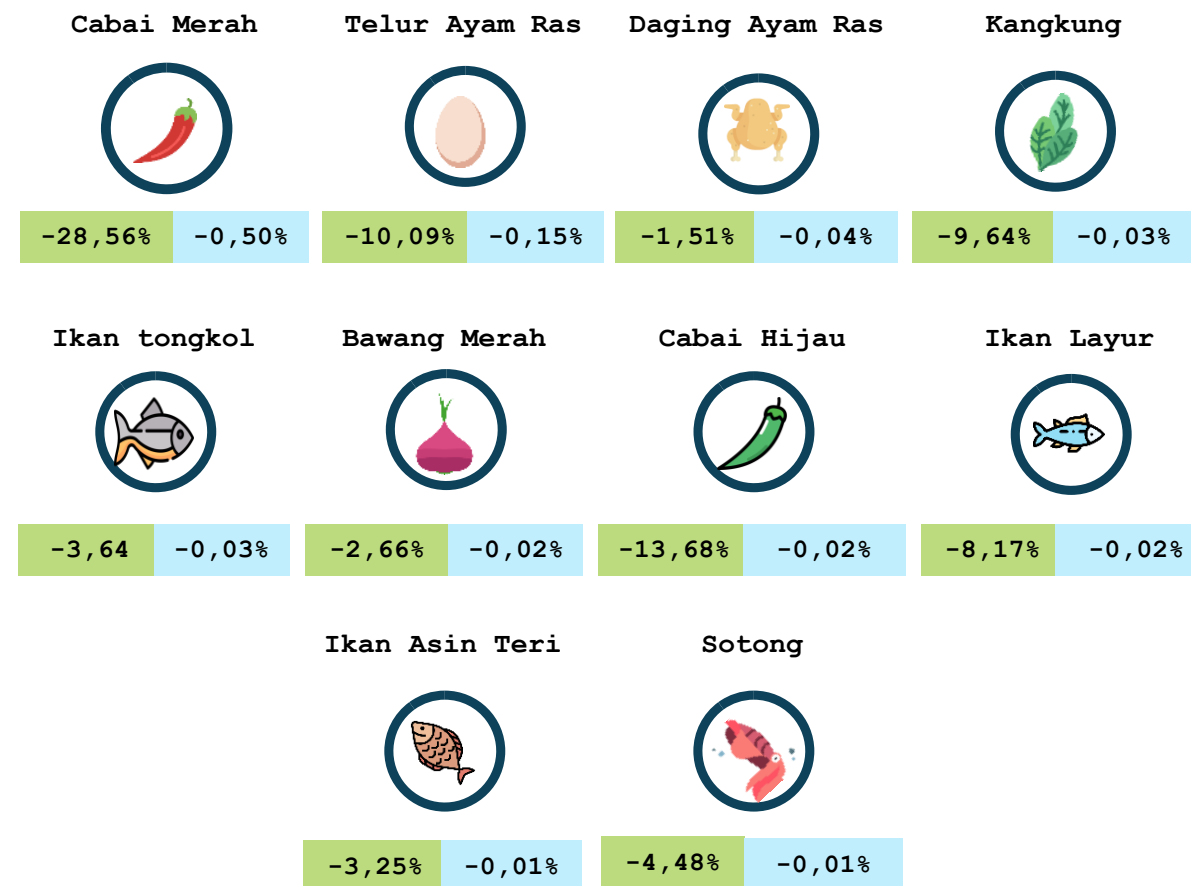 Cabai Merah Telur Ayam Ras Daging Ayam Ras Kangkung
-28,56% -0,50% -10,09% -0,15% -1,51% -0,04% -9,64% -0,03%
Ikan tongkol Bawang Merah Cabai Hijau Ikan Layur
-3,64 -0,03% -2,66% -0,02% -13,68% -0,02% -8,17% -0,02%
Ikan Asin Teri Sotong
-3,25% -0,01% -4,48% -0,01%